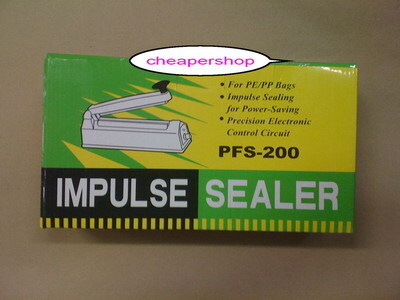 cheapershop
• For PE/PP Bags
• Impulse Sealing
for Power-Saving
• Precision Electronic
Control Circuit
PFS-200
IMPULSE SEALER